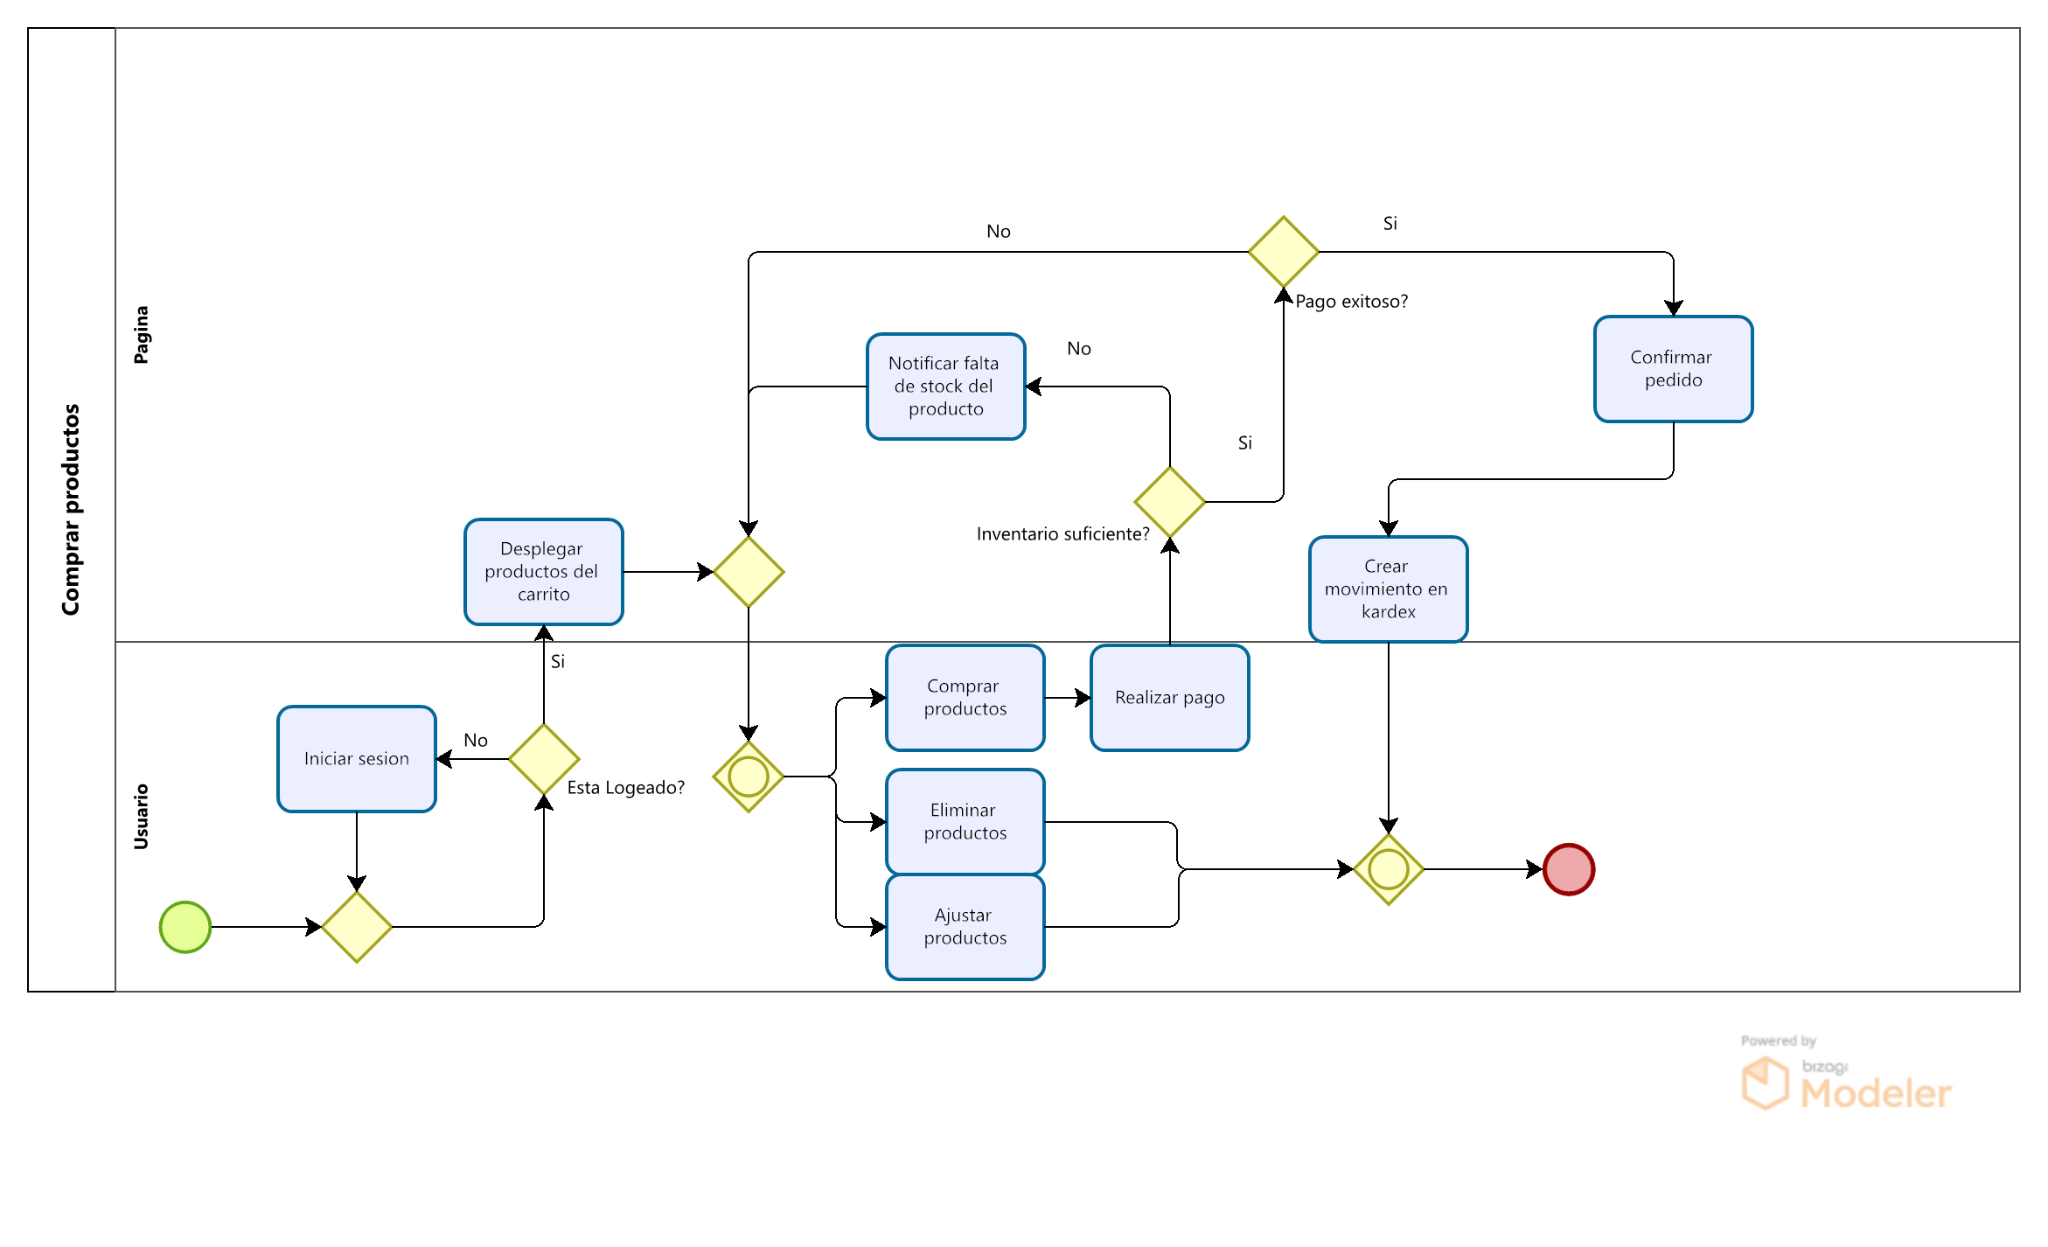 Comprar productos
Pagina
Usuario
No
Si
Pago exitoso?
Notificar falta
de stock del
producto
No
Si
Confirmar
pedido
Inventario suficiente?
Desplegar
productos del
carrito
Crear
movimiento en
kardex
Si
Comprar
productos
Realizar pago
No
Iniciar sesion
Esta Logeado?
Eliminar
productos
Ajustar
productos
Powered by
bizagi
Modeler